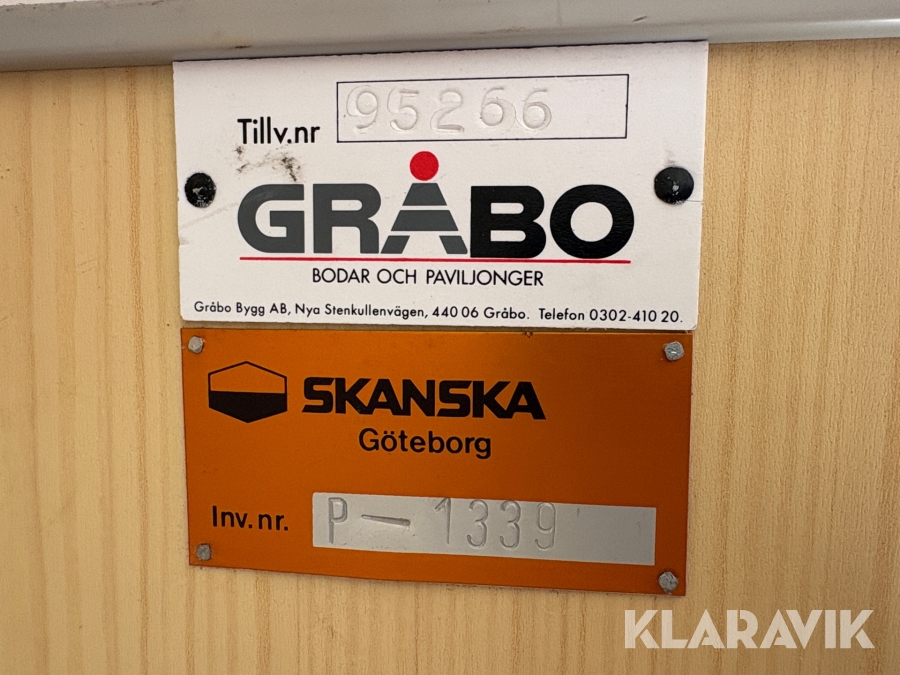 Tillv.nr 95266
GRÅBO
BODAR OCH PAVILJONGER
Gråbo Bygg AB, Nya Stenkullenvägen, 440 06 Gråbo. Telefon 0302-410 20.
SKANSKA
Göteborg
Inv. nr. P - 1339
KLARAVIK